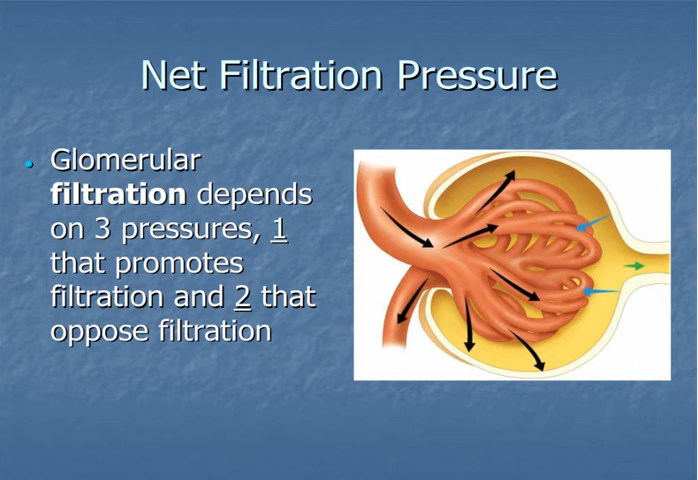 Net Filtration Pressure
Glomerular
filtration depends
on 3 pressures, 1
that promotes
filtration and 2 that
oppose filtration